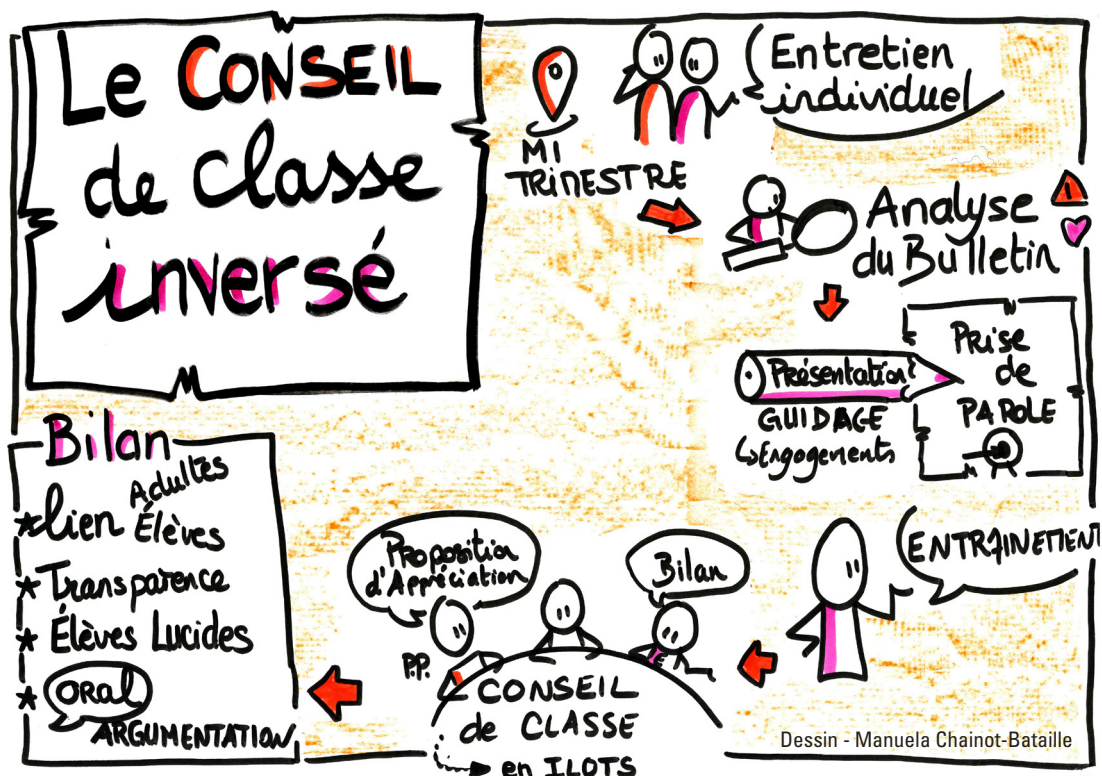 Le CONSEIL
de classe
inversé
MI
TRIMESTRE
Entretien
individuel
Analyse
du Bulletin
Présentation
GUIDAGE
Engagements
Prise
de
PAROLE
ENTRAINEMENT
Proposition
d'Appréciation
Bilan
P.P.
E
CONSEIL
de CLASSE
en ILOTS
Bilan
Adultes
lien Élèves
Transparence
Élèves Lucides
ORAL
ARGUMENTATION
Dessin - Manuela Chainot-Bataille